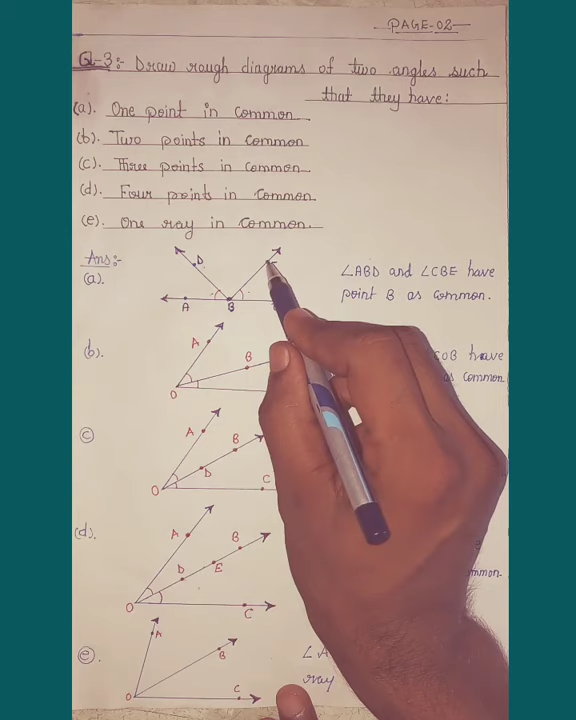 PAGE-02
Q-3:- Draw rough diagrams of two angles such
that they have:
(a). One point in common.
(b). Two points in common
(c). Three points in common
(d). Four points in common
(e). One ray in common.
Ans:-
(a).
D
A B
∠ABD and ∠CBE have
point B as common.
(b).
A
B
O
COB have
as common
(c)
A
B
D
O
C
(d).
A
B
D
E
O
C
mmon.
(e).
A
B
O
C
∠A
ray